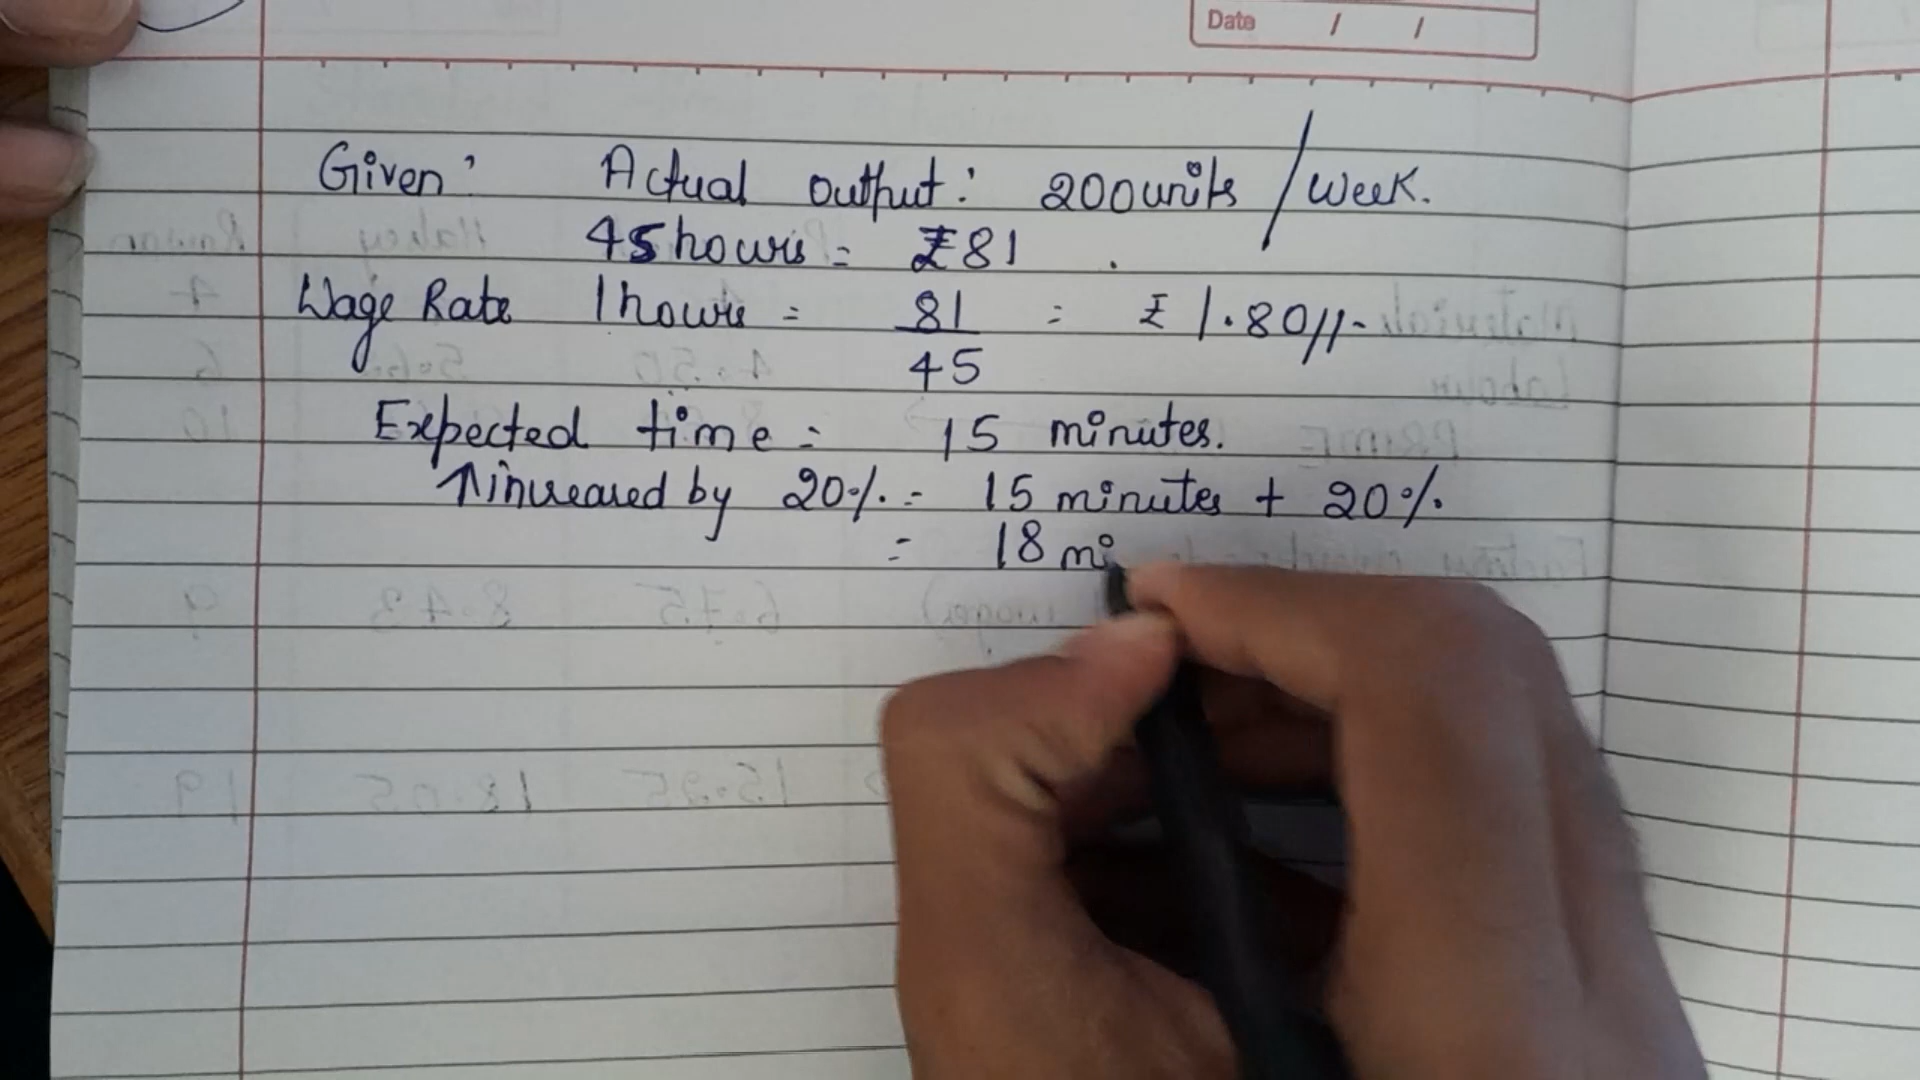 Date / /
Given: Actual output: 200units / Week.
45hours = ₹81 .
Wage Rate 1hours = 81/45 = ₹ 1.80//-
Expected time = 15 minutes.
↑increased by 20% = 15 minutes + 20%
= 18 mi